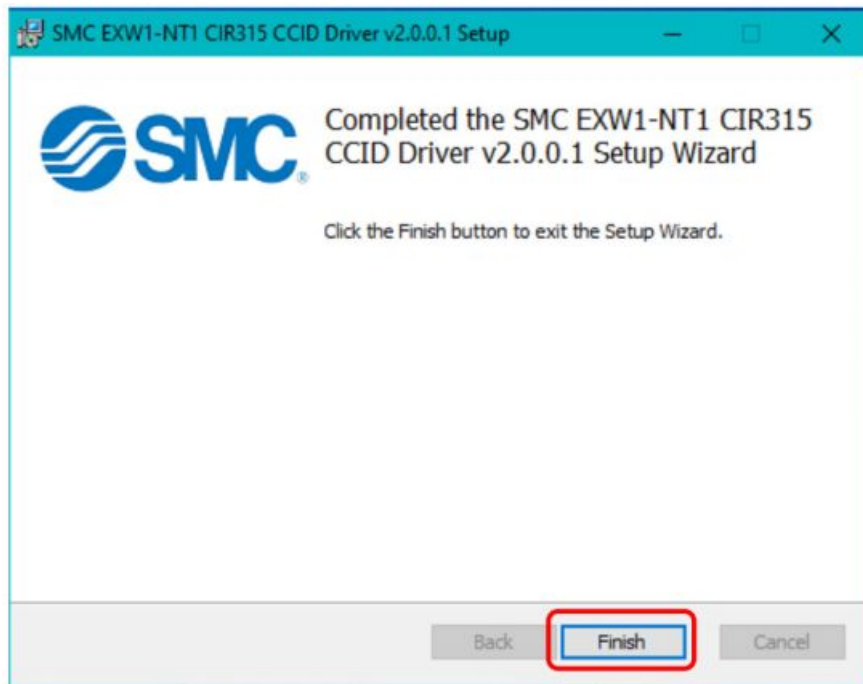 SMC EXW1-NT1 CIR315 CCID Driver v2.0.0.1 Setup
SMC®
Completed the SMC EXW1-NT1 CIR315
CCID Driver v2.0.0.1 Setup Wizard
Click the Finish button to exit the Setup Wizard.
Back
Finish
Cancel